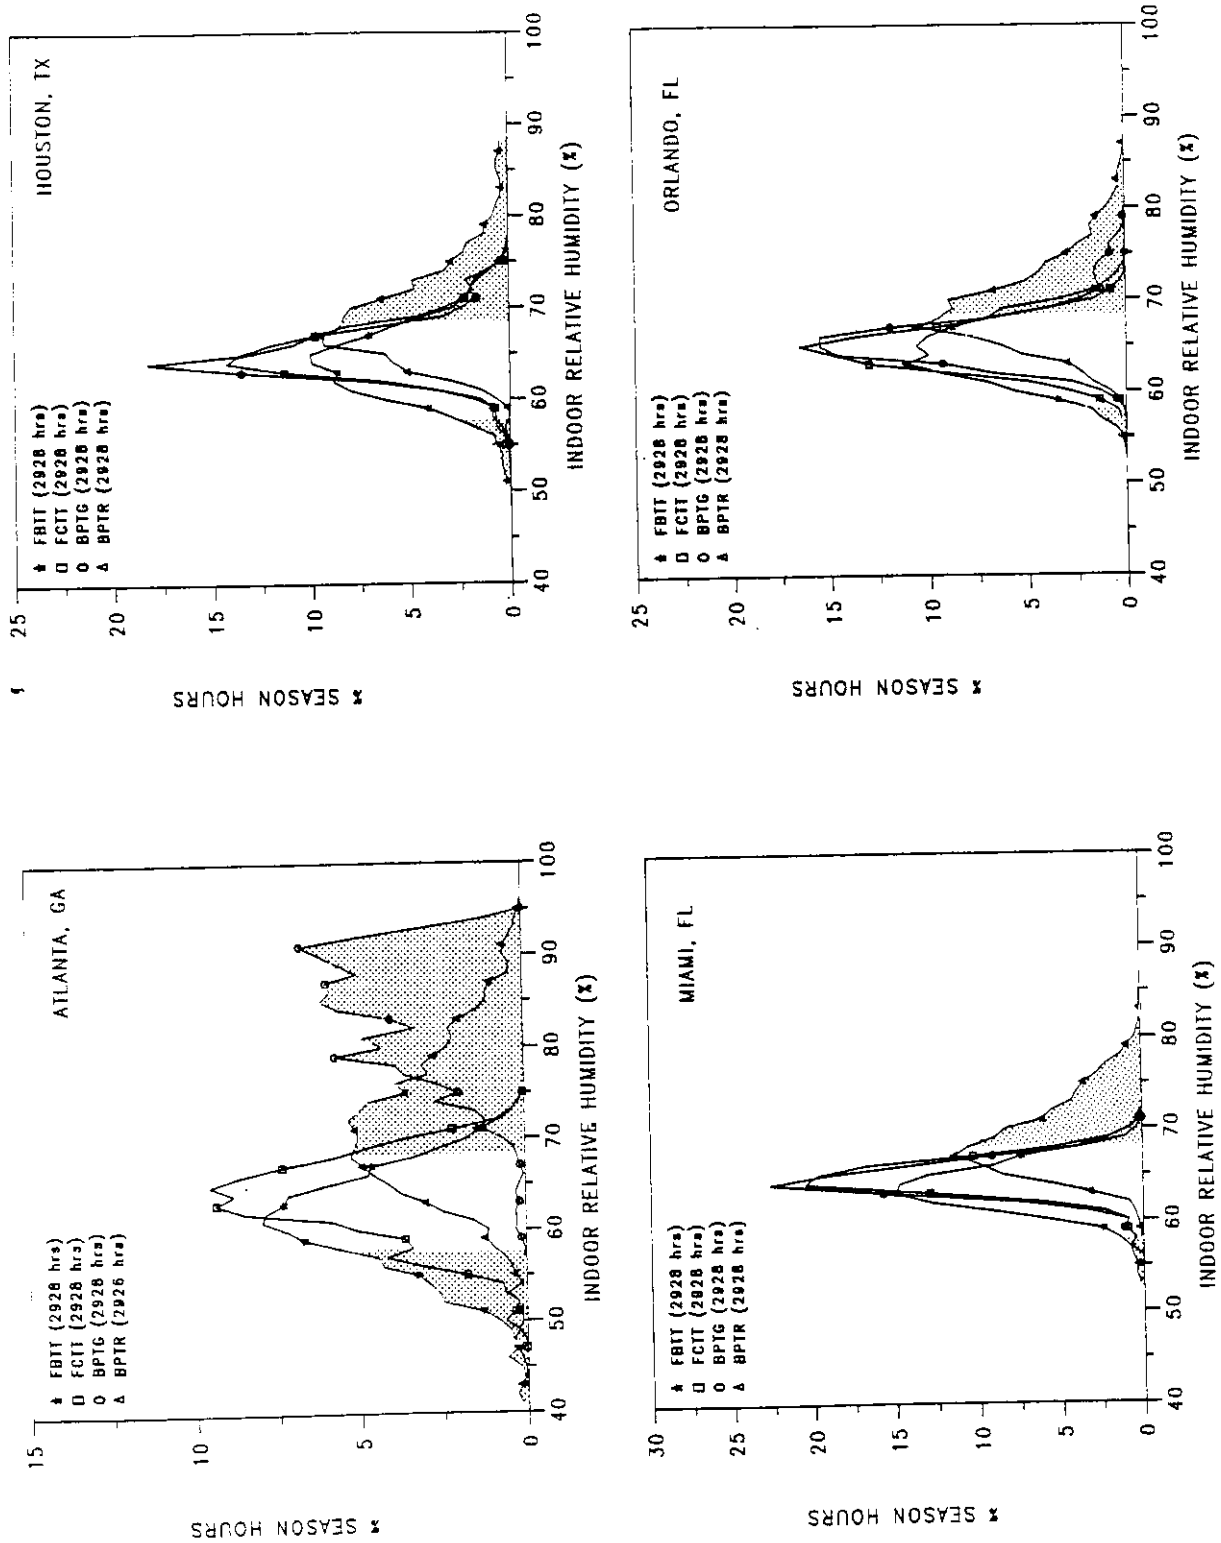 ATLANTA, GA
FBTT (2928 hrs)
FCTT (2928 hrs)
BPTG (2928 hrs)
BPTR (2926 hrs)
% SEASON HOURS
15
10
5
0
40 50 60 70 80 90 100
INDOOR RELATIVE HUMIDITY (%)
HOUSTON, TX
FBTT (2928 hrs)
FCTT (2928 hrs)
BPTG (2928 hrs)
BPTR (2928 hrs)
% SEASON HOURS
25
20
15
10
5
0
40 50 60 70 80 90 100
INDOOR RELATIVE HUMIDITY (%)
MIAMI, FL
FBTT (2928 hrs)
FCTT (2928 hrs)
BPTG (2928 hrs)
BPTR (2928 hrs)
% SEASON HOURS
30
25
20
15
10
5
0
40 50 60 70 80 90 100
INDOOR RELATIVE HUMIDITY (%)
ORLANDO, FL
FBTT (2928 hrs)
FCTT (2928 hrs)
BPTG (2928 hrs)
BPTR (2928 hrs)
% SEASON HOURS
25
20
15
10
5
0
40 50 60 70 80 90 100
INDOOR RELATIVE HUMIDITY (%)